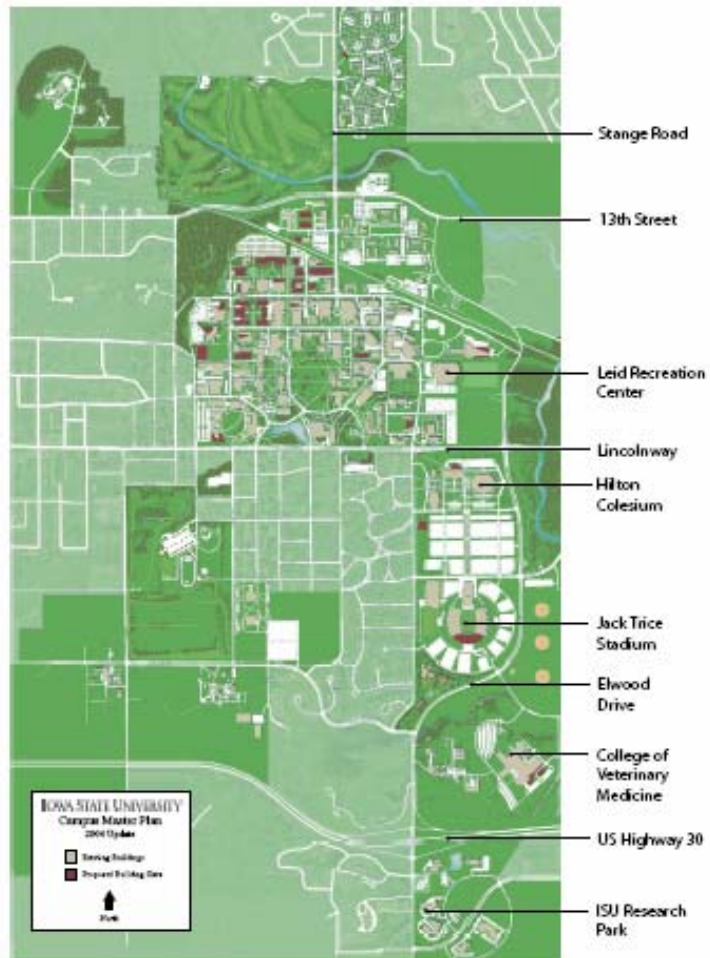 Stange Road
13th Street
Leid Recreation
Center
Lincolnway
Hilton
Colesium
Jack Trice
Stadium
Elwood
Drive
College of
Veterinary
Medicine
US Highway 30
ISU Research
Park
IOWA STATE UNIVERSITY
Campus Master Plan
Update
Existing Buildings
Proposed Building Sites
North